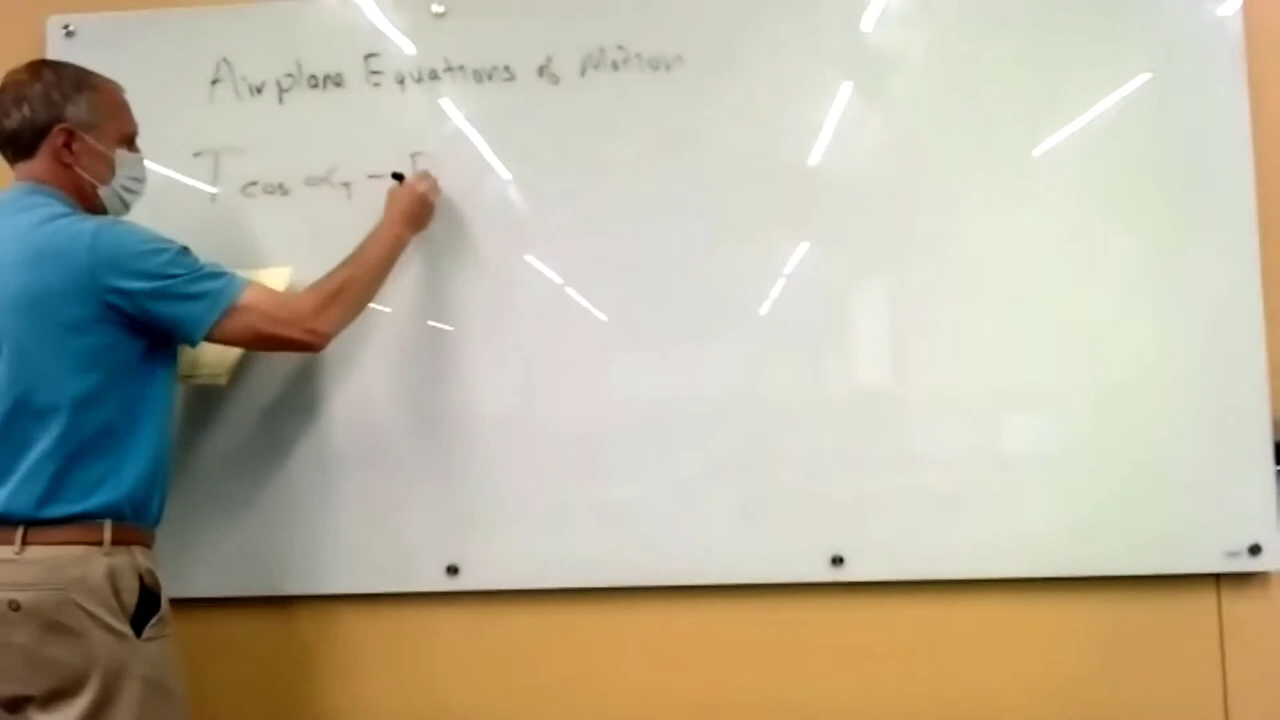 Airplane Equations of Motion
T cos α_T - D